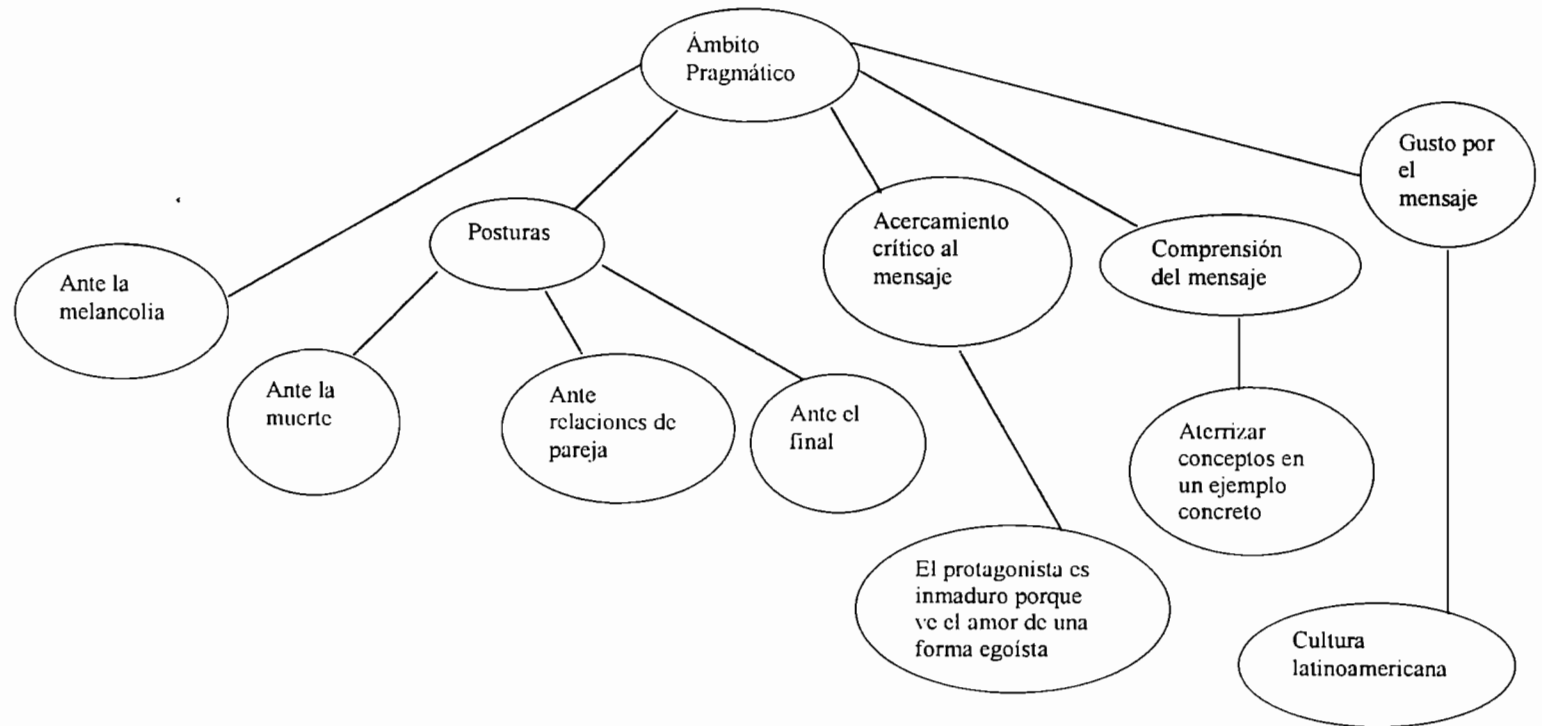 Ámbito
Pragmático
Gusto por
el
mensaje
Posturas
Acercamiento
crítico al
mensaje
Comprensión
del mensaje
Ante la
melancolia
Ante la
muerte
Ante
relaciones de
pareja
Ante el
final
Aterrizar
conceptos en
un ejemplo
concreto
El protagonista es
inmaduro porque
ve el amor de una
forma egoísta
Cultura
latinoamericana